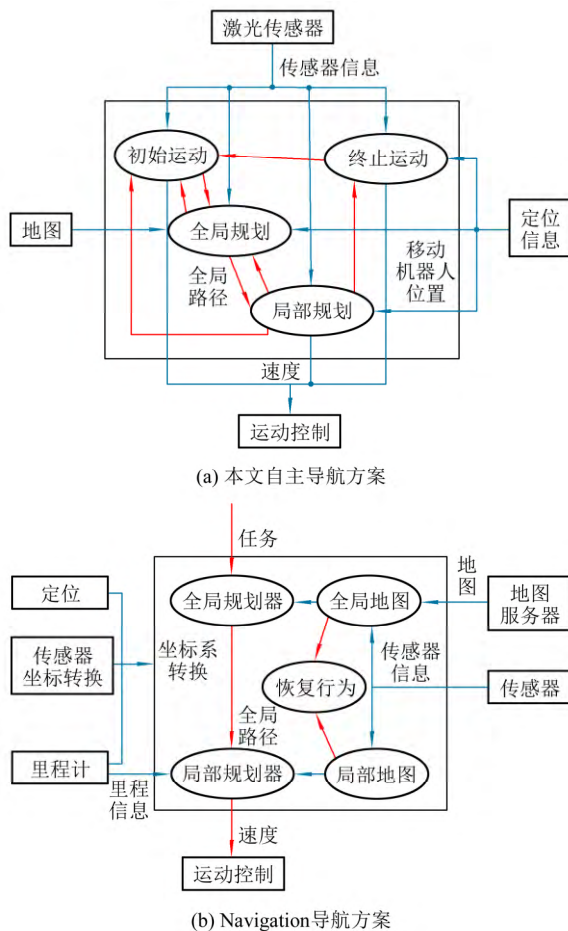 激光传感器
传感器信息
初始运动
终止运动
地图
全局规划
定位
信息
全局
路径
移动
机器人
位置
局部规划
速度
运动控制
(a) 本文自主导航方案
任务
定位
全局规划器
全局地图
地图
地图
服务器
传感器
坐标转换
坐标系
转换
传感器
信息
恢复行为
传感器
全局
路径
里程计
里程
信息
局部规划器
局部地图
速度
运动控制
(b) Navigation导航方案